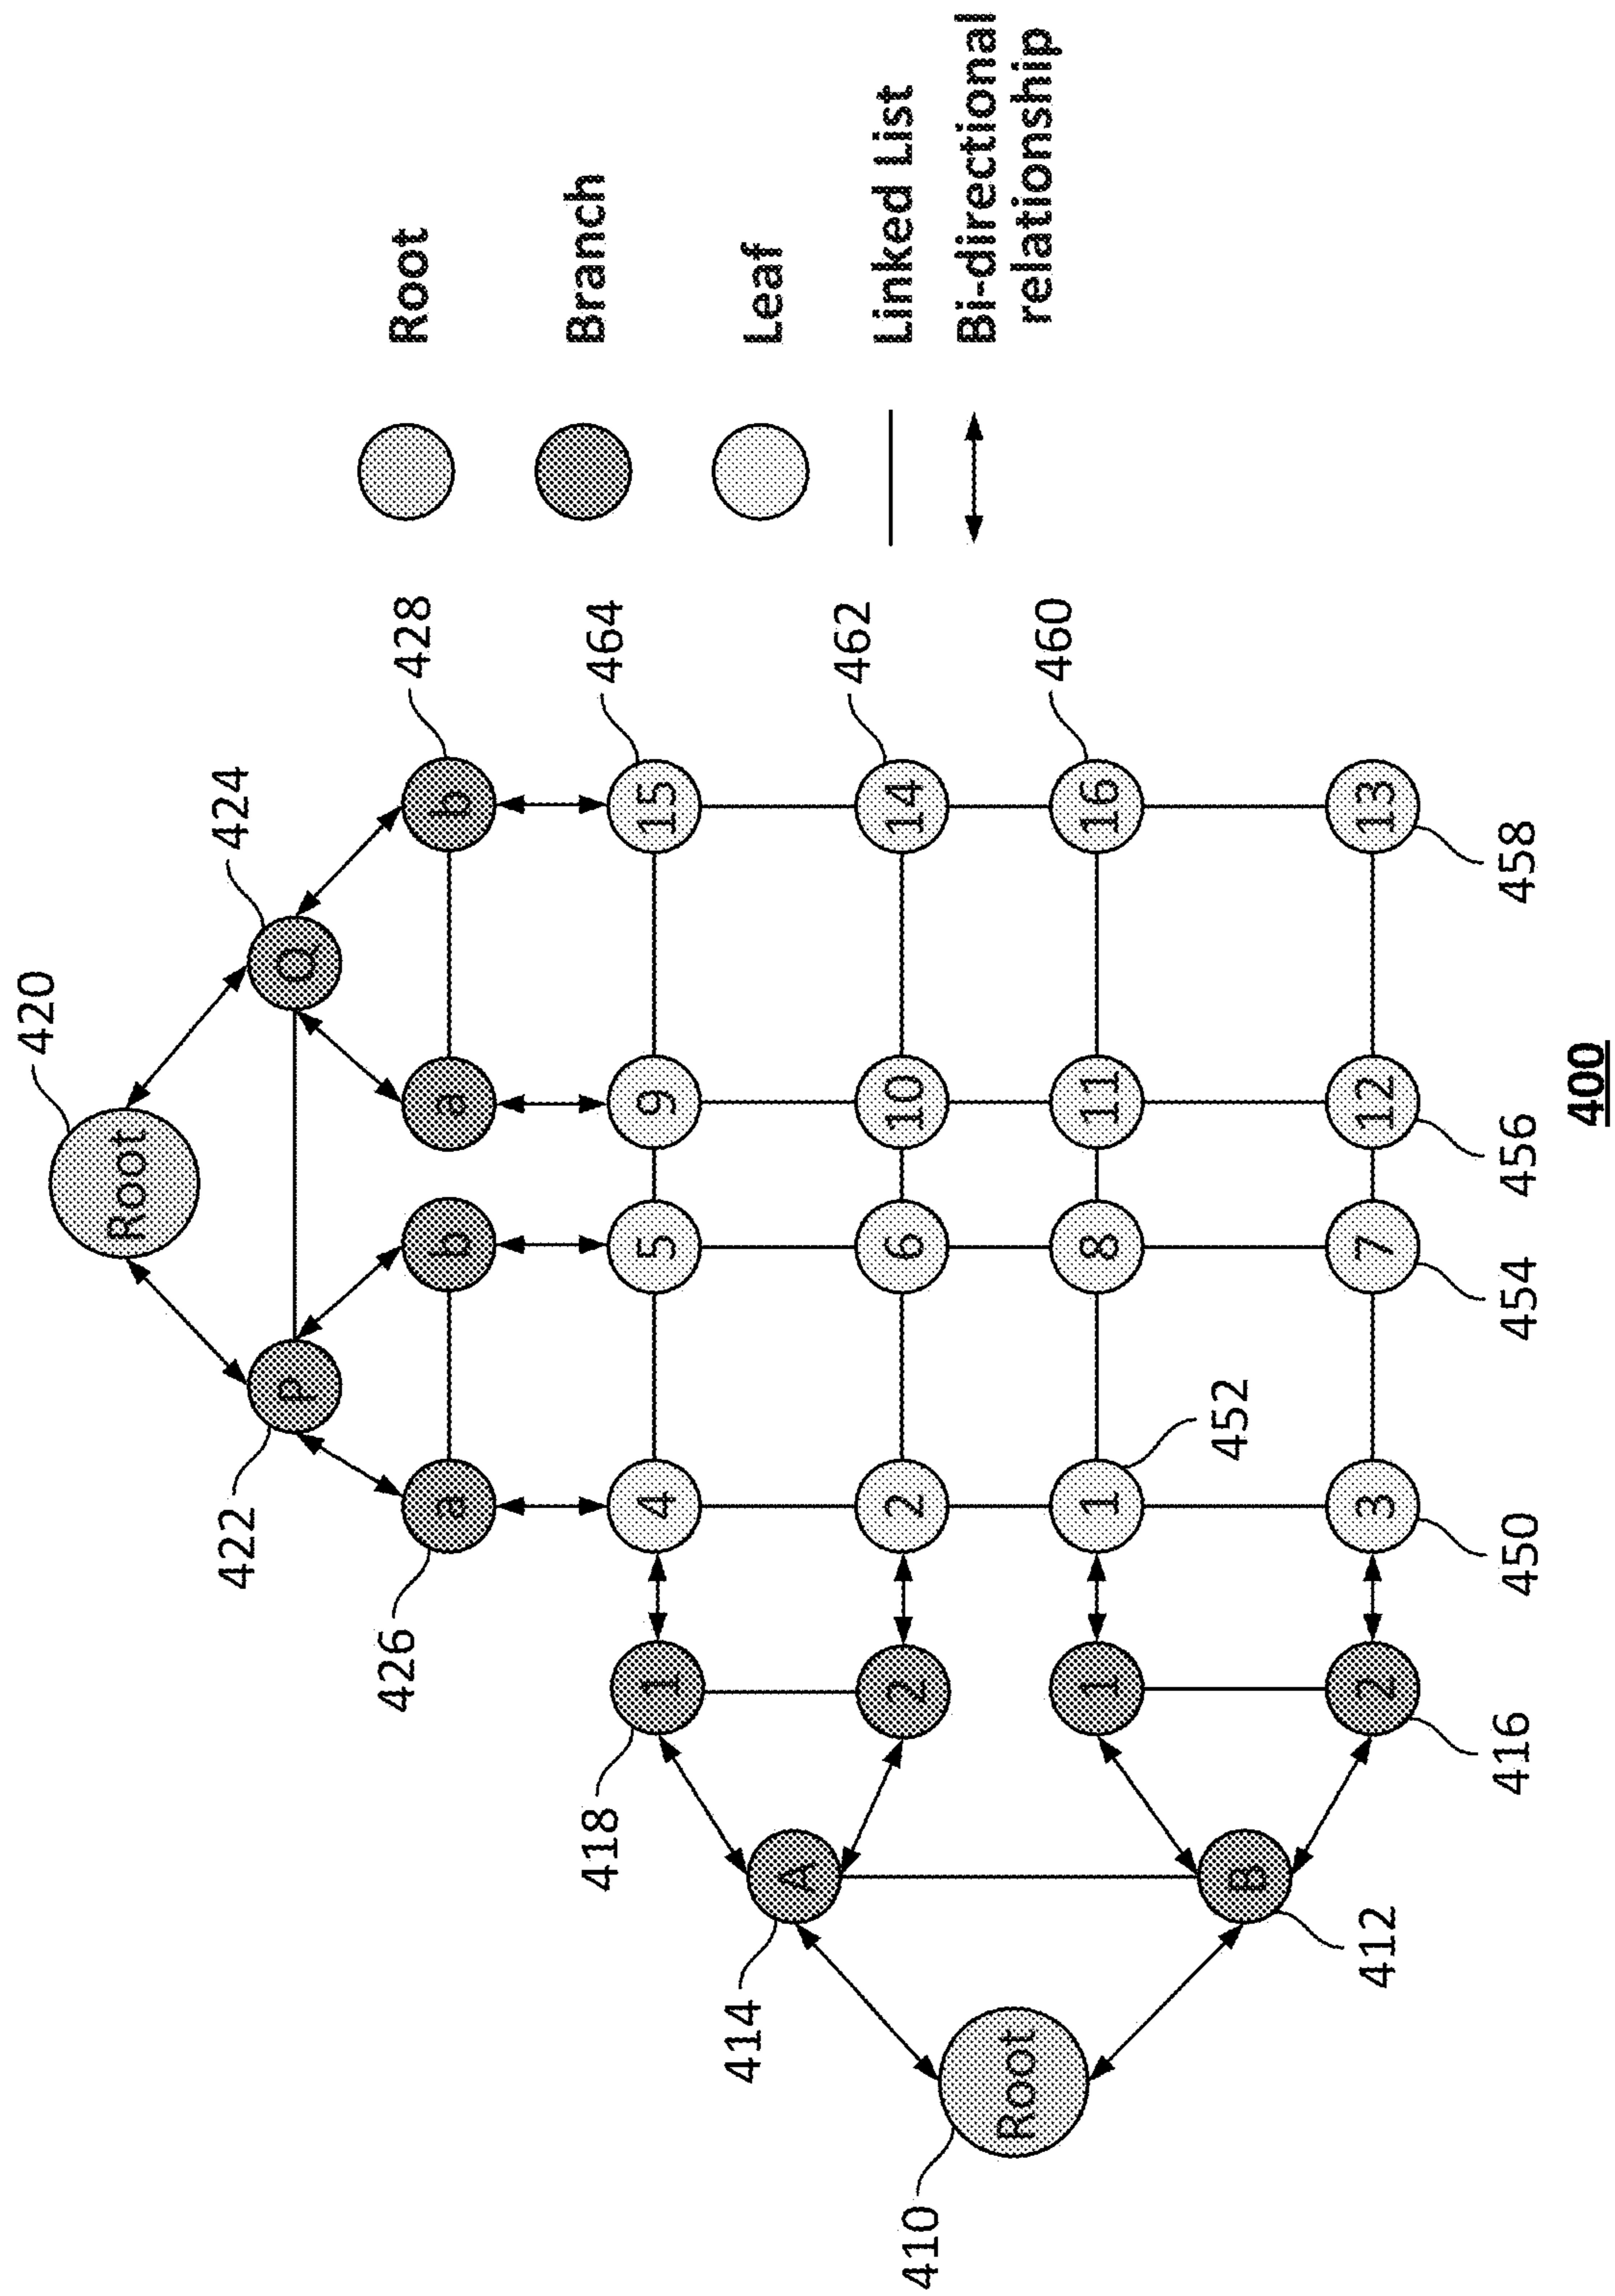 420
Root
422
424
P
Q
426
428
Root
a
b
a
b
Branch
418
464
1
4
5
9
15
414
Leaf
A
462
Linked List
2
2
6
10
14
410
Bi-directional
relationship
Root
460
1
1
8
11
16
452
B
2
3
7
12
13
412
416
450
454
456
458
400